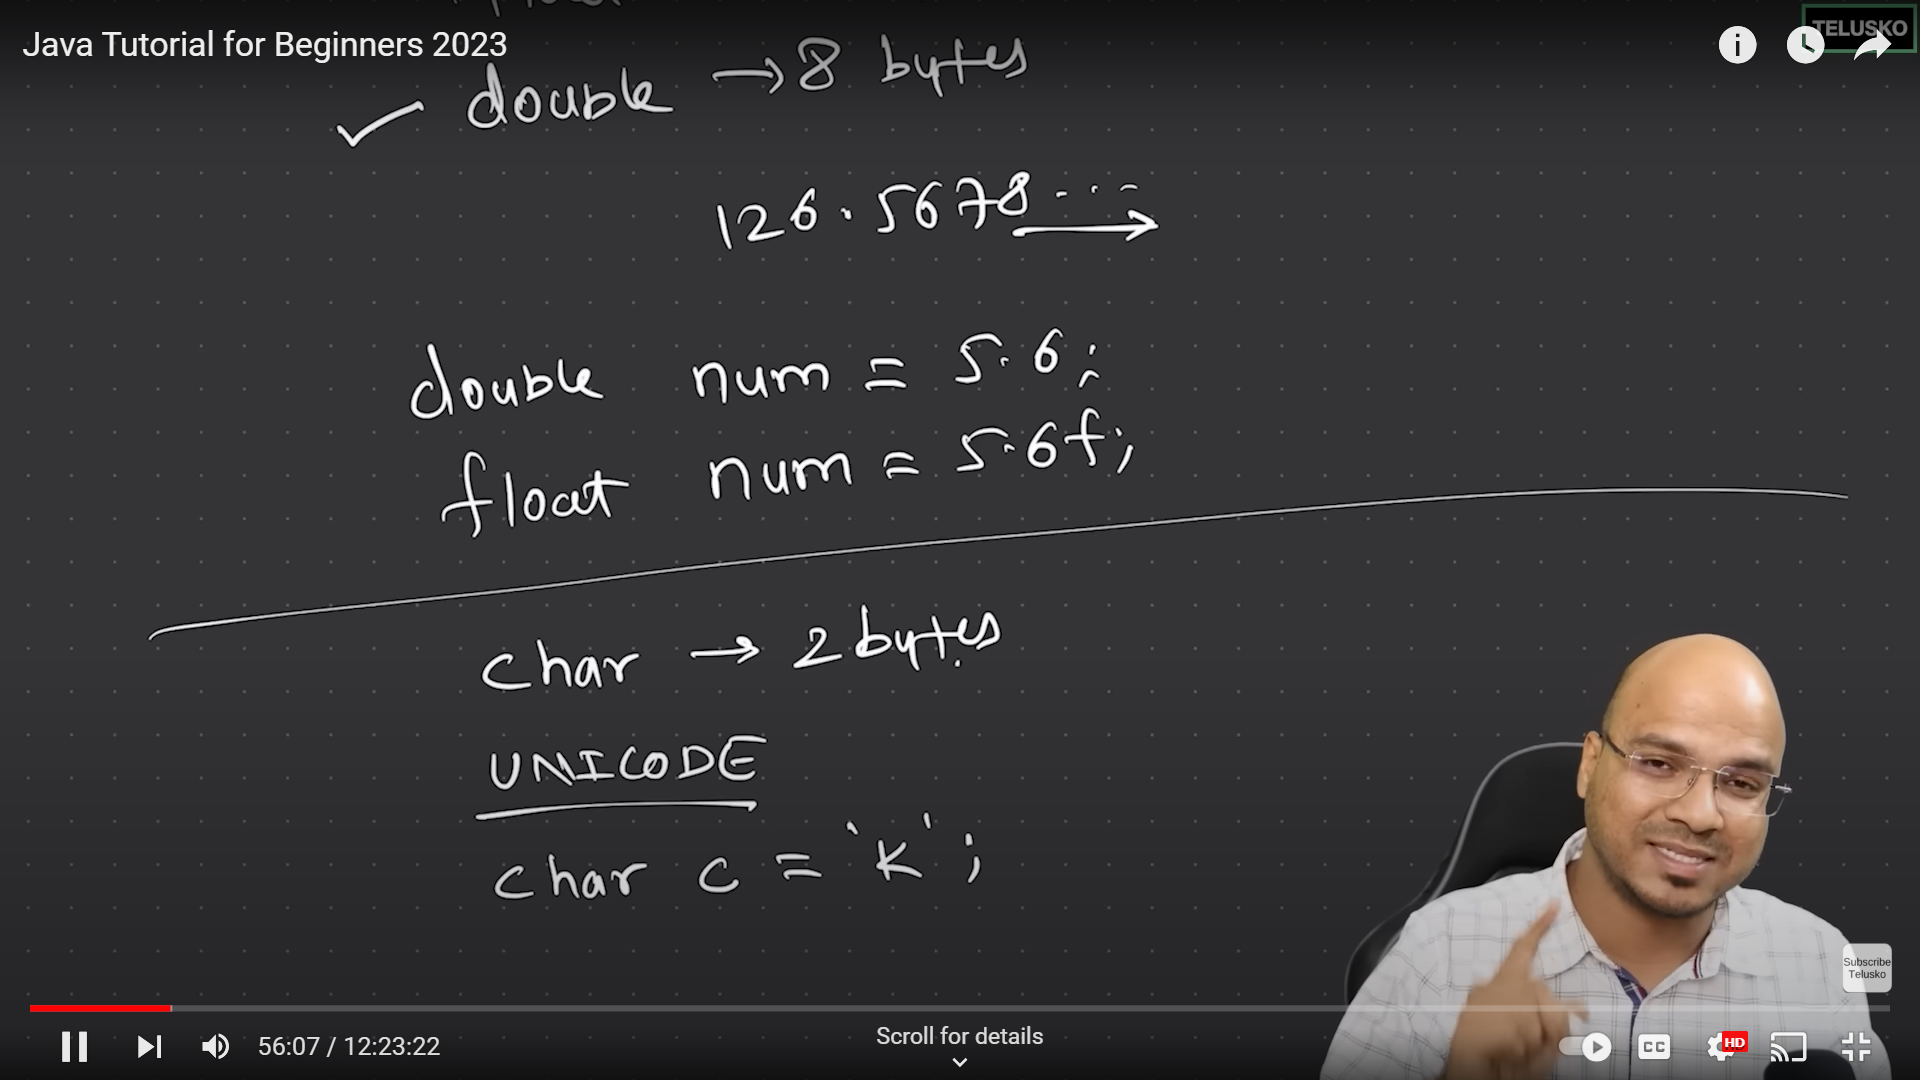 Java Tutorial for Beginners 2023
TELUSKO
double → 8 bytes
126.5678...
double num = 5.6;
float num = 5.6f;
char → 2 bytes
UNICODE
char c = 'k';
Subscribe
Telusko
56:07 / 12:23:22
Scroll for details
CC
HD